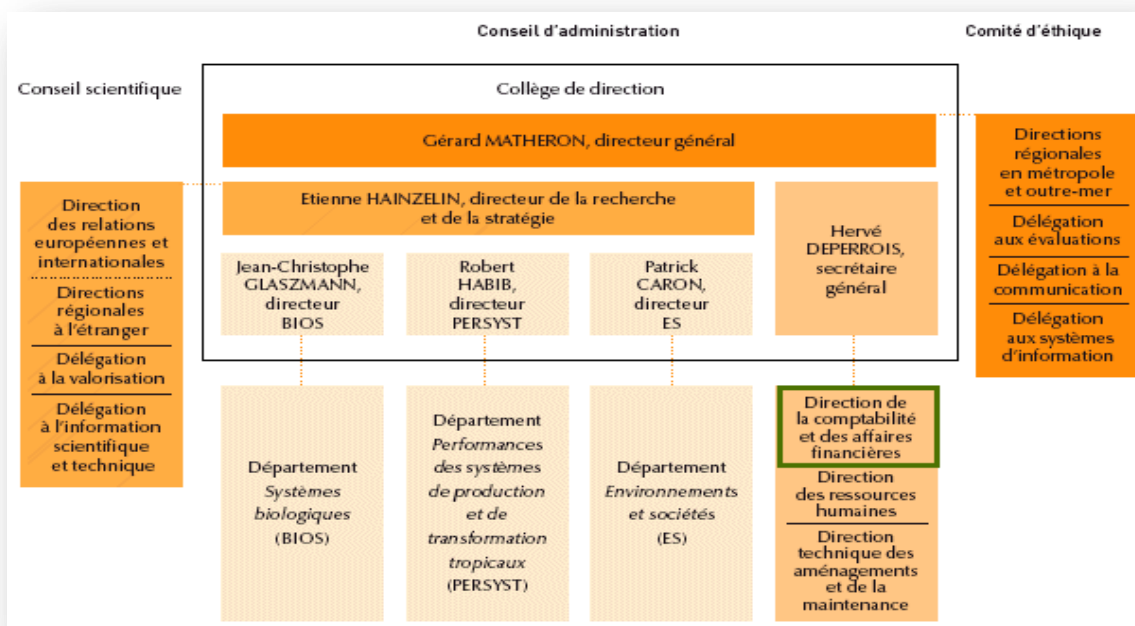 Conseil d'administration
Comité d'éthique
Conseil scientifique
Collège de direction
Gérard MATHERON, directeur général
Etienne HAINZELIN, directeur de la recherche
et de la stratégie
Hervé
DEPERROIS,
secrétaire
général
Jean-Christophe
GLASZMANN,
directeur
BIOS
Robert
HABIB,
directeur
PERSYST
Patrick
CARON,
directeur
ES
Direction
des relations
européennes et
internationales
Directions
régionales
à l'étranger
Délégation
à la valorisation
Délégation
à l'information
scientifique
et technique
Directions
régionales
en métropole
et outre-mer
Délégation
aux évaluations
Délégation à la
communication
Délégation
aux systèmes
d'information
Département
Systèmes
biologiques
(BIOS)
Département
Performances
des systèmes
de production
et de
transformation
tropicaux
(PERSYST)
Département
Environnements
et sociétés
(ES)
Direction de
la comptabilité
et des affaires
financières
Direction
des ressources
humaines
Direction
technique des
aménagements
et de la
maintenance